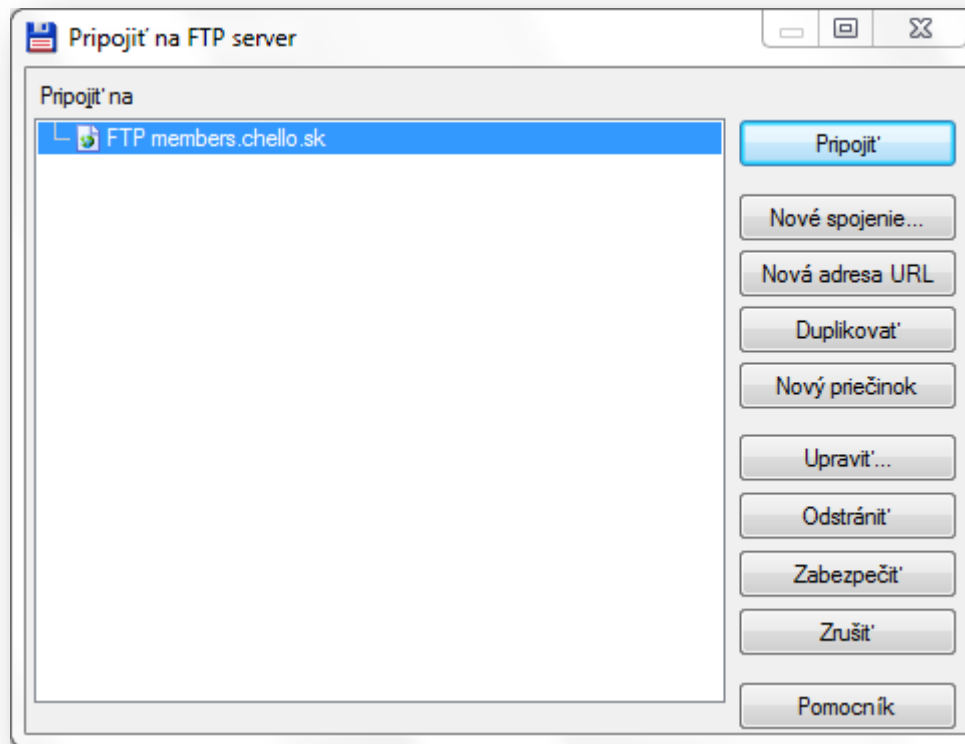 Pripojiť na FTP server
Pripojiť na
FTP members.chello.sk
Pripojiť
Nové spojenie...
Nová adresa URL
Duplikovať
Nový priečinok
Upraviť...
Odstrániť
Zabezpečiť
Zrušiť
Pomocník